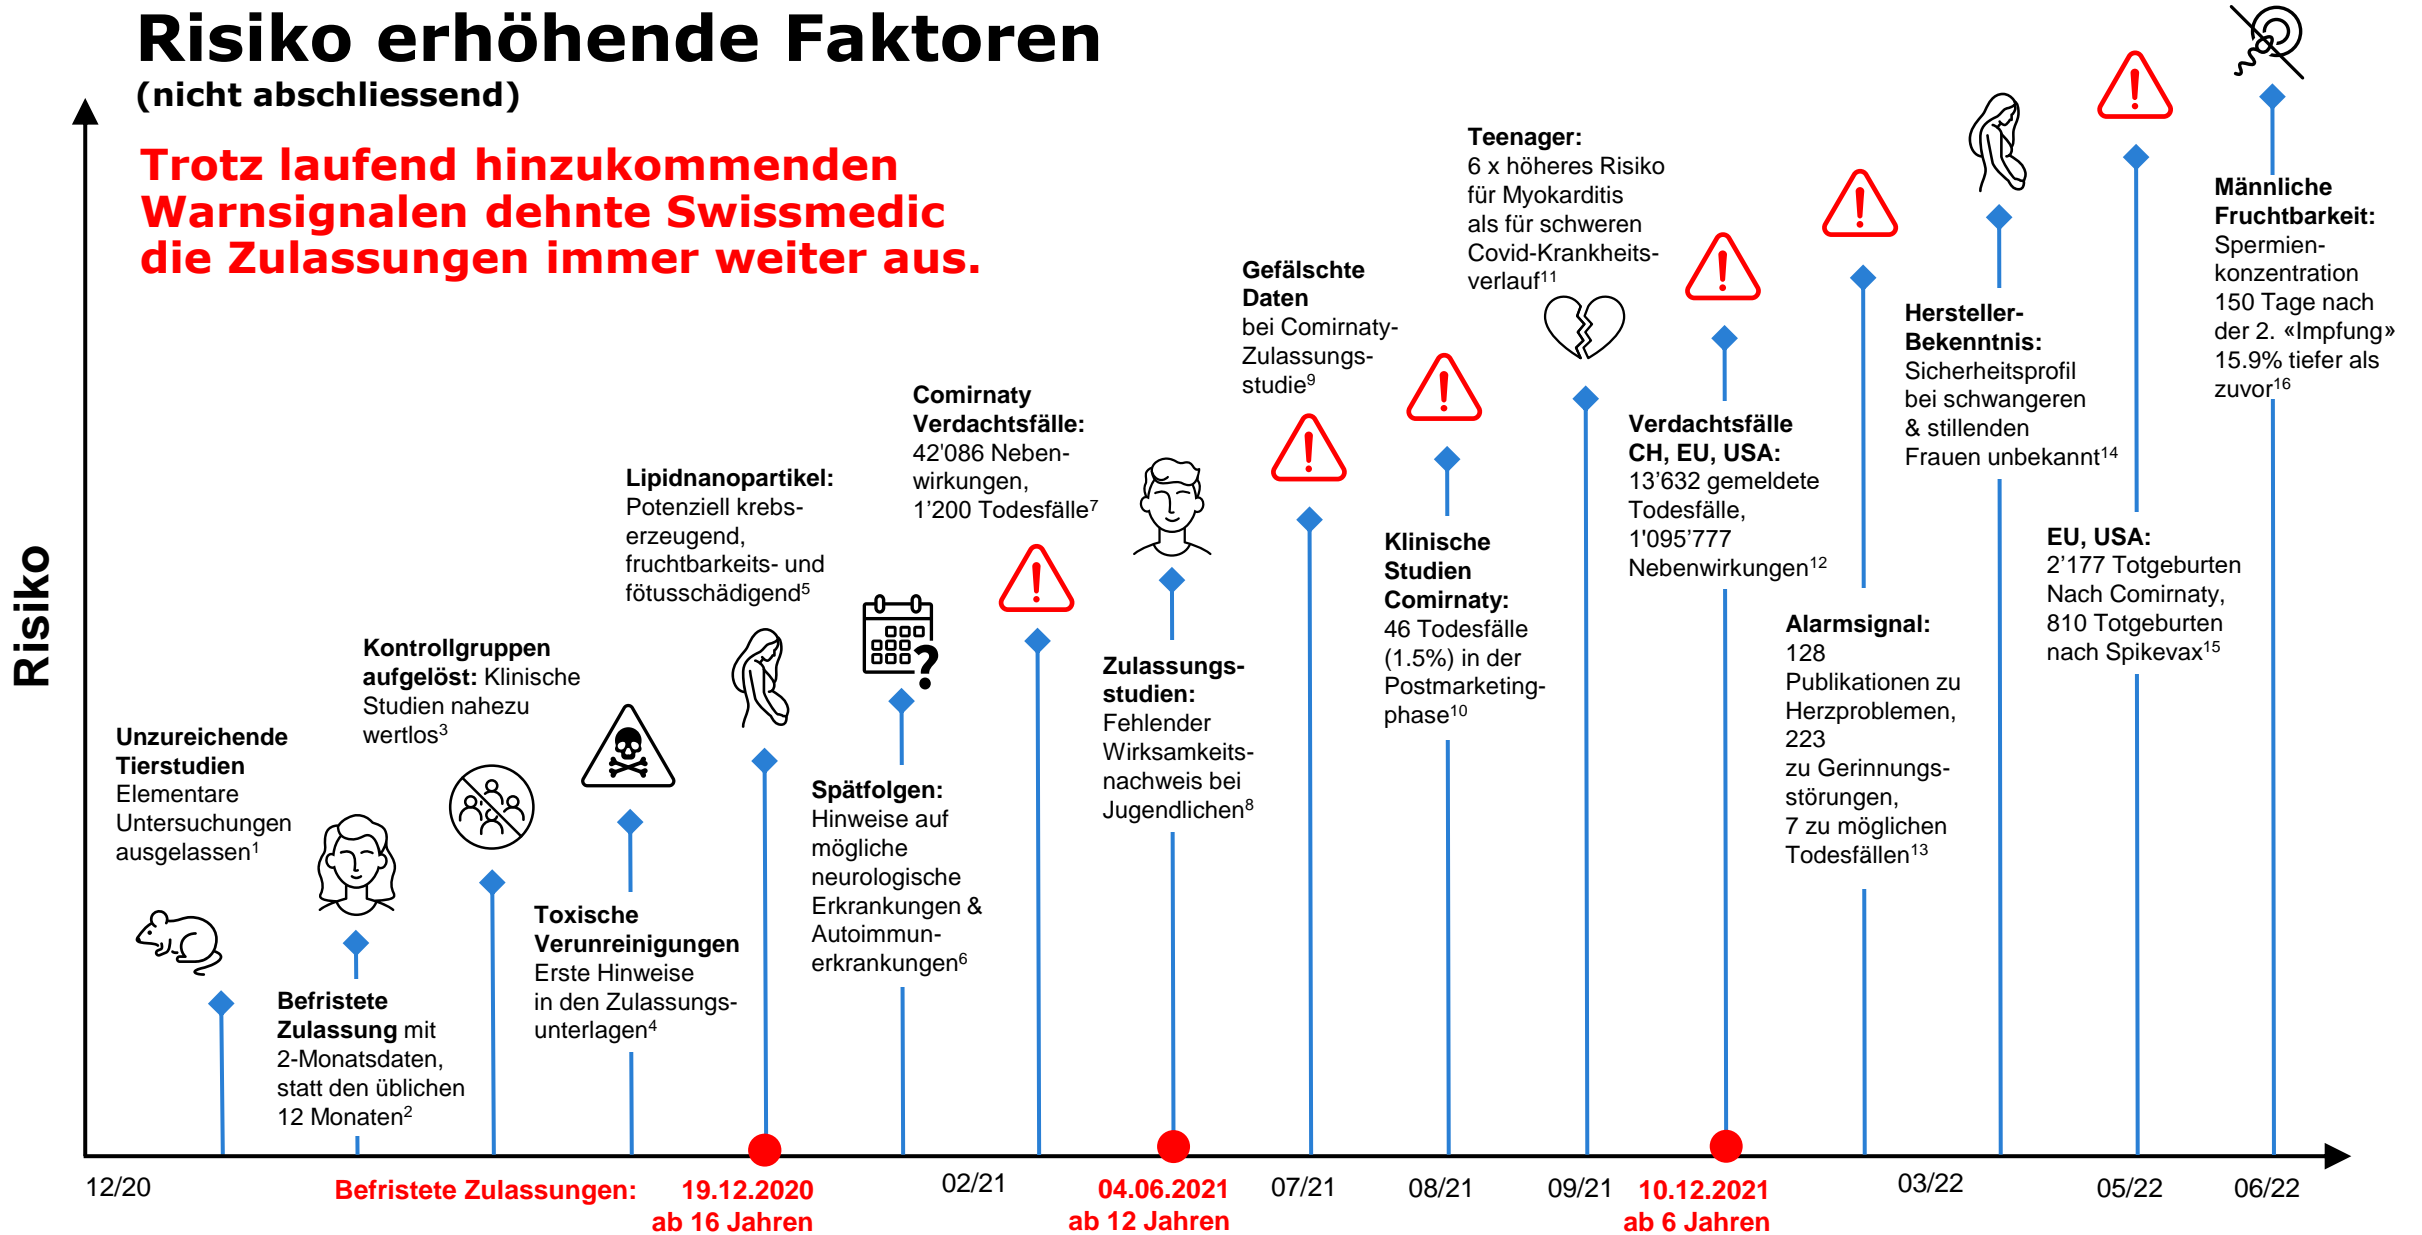 Risiko erhöhende Faktoren
(nicht abschliessend)
Trotz laufend hinzukommenden
Warnsignalen dehnte Swissmedic
die Zulassungen immer weiter aus.
Risiko
Unzureichende
Tierstudien
Elementare
Untersuchungen
ausgelassen1
Befristete
Zulassung mit
2-Monatsdaten,
statt den üblichen
12 Monaten2
Kontrollgruppen
aufgelöst: Klinische
Studien nahezu
wertlos3
Toxische
Verunreinigungen
Erste Hinweise
in den Zulassungs-
unterlagen4
Lipidnanopartikel:
Potenziell krebs-
erzeugend,
fruchtbarkeits- und
fötusschädigend5
Spätfolgen:
Hinweise auf
mögliche
neurologische
Erkrankungen &
Autoimmun-
erkrankungen6
Comirnaty
Verdachtsfälle:
42'086 Neben-
wirkungen,
1’200 Todesfälle7
Zulassungs-
studien:
Fehlender
Wirksamkeits-
nachweis bei
Jugendlichen8
Gefälschte
Daten
bei Comirnaty-
Zulassungs-
studie9
Klinische
Studien
Comirnaty:
46 Todesfälle
(1.5%) in der
Postmarketing-
phase10
Teenager:
6 x höheres Risiko
für Myokarditis
als für schweren
Covid-Krankheits-
verlauf11
Verdachtsfälle
CH, EU, USA:
13’632 gemeldete
Todesfälle,
1'095’777
Nebenwirkungen12
Alarmsignal:
128
Publikationen zu
Herzproblemen,
223
zu Gerinnungs-
störungen,
7 zu möglichen
Todesfällen13
Hersteller-
Bekenntnis:
Sicherheitsprofil
bei schwangeren
& stillenden
Frauen unbekannt14
EU, USA:
2’177 Totgeburten
Nach Comirnaty,
810 Totgeburten
nach Spikevax15
Männliche
Fruchtbarkeit:
Spermien-
konzentration
150 Tage nach
der 2. «Impfung»
15.9% tiefer als
zuvor16
12/20
Befristete Zulassungen:
19.12.2020
ab 16 Jahren
02/21
04.06.2021
ab 12 Jahren
07/21
08/21
09/21
10.12.2021
ab 6 Jahren
03/22
05/22
06/22